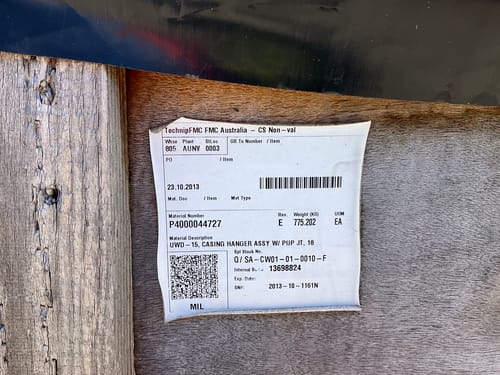 TechnipFMC FMC Australia - CS Non-val
Whse Plant StLoc GR To Number / Item
805 AUNV 0003
PO / Item
23.10.2013
Mat. Doc / Item Mvt Type
Material Number Rev. Weight (KG) UOM
P4000044727 E 775.202 EA
Material Description
UWD-15, CASING HANGER ASSY W/ PUP JT, 18
Spl Stock No.
Q/ SA-CW01-01-0010-F
Internal 13698824
Exp. Date:
SN#: 2013-10-1161N
MIL